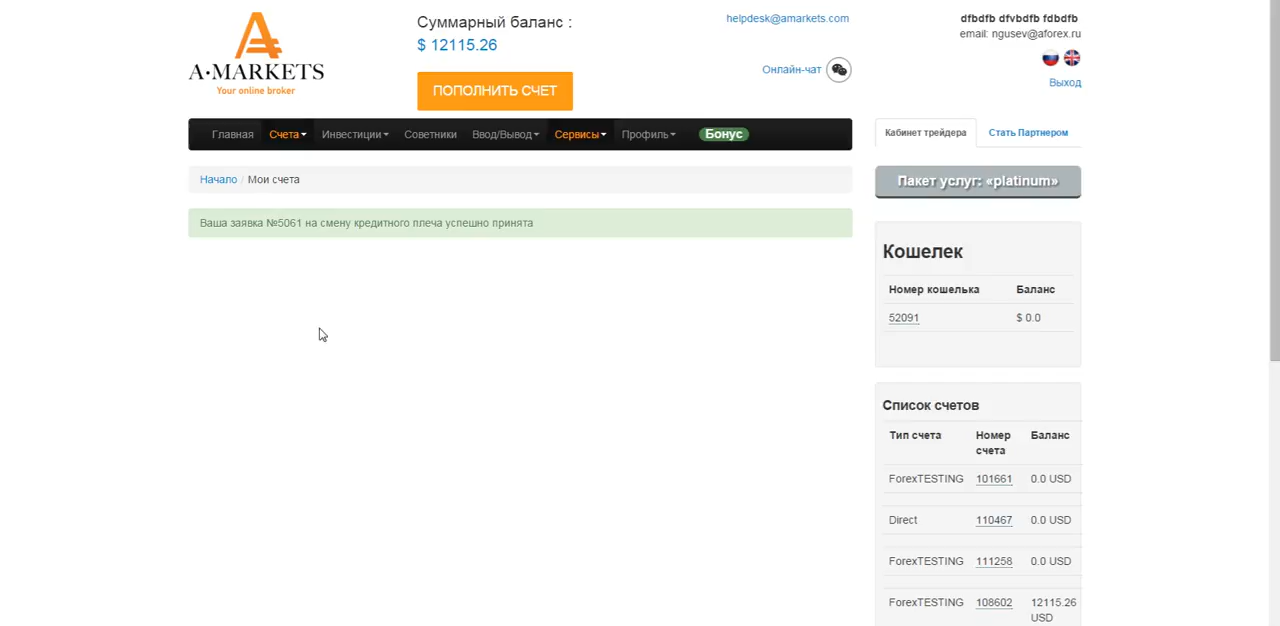 A·MARKETS
Your online broker
Суммарный баланс :
$ 12115.26
ПОПОЛНИТЬ СЧЕТ
helpdesk@amarkets.com
Онлайн-чат
dfbdfb dfvbdfb fdbdfb
email: ngusev@aforex.ru
Выход
Главная Счета Инвестиции Советники Ввод/Вывод Сервисы Профиль Бонус
Кабинет трейдера Стать Партнером
Начало / Мои счета
Ваша заявка №5061 на смену кредитного плеча успешно принята
Пакет услуг: «platinum»
Кошелек
Номер кошелька Баланс
52091 $ 0.0
Список счетов
Тип счета Номер счета Баланс
ForexTESTING 101661 0.0 USD
Direct 110467 0.0 USD
ForexTESTING 111258 0.0 USD
ForexTESTING 108602 12115.26 USD